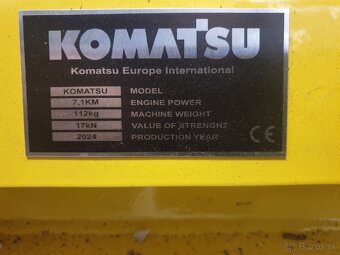 KOMATSU
Komatsu Europe International
KOMATSU MODEL
7,1KM ENGINE POWER
112kg MACHINE WEIGHT
17kN VALUE OF STRENGHT
2024 PRODUCTION YEAR
CE
© Bazos.sk